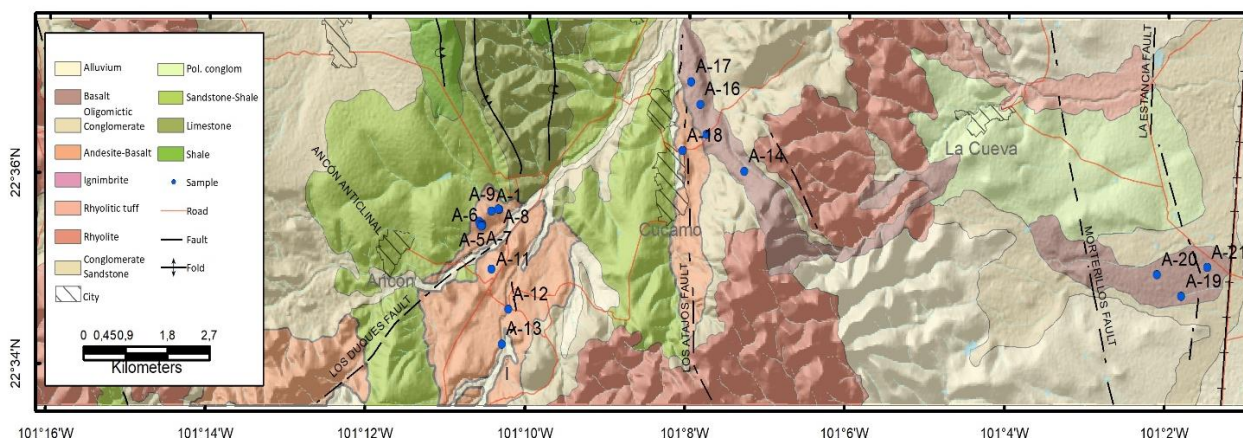 Alluvium
Basalt
Oligomictic
Conglomerate
Andesite-Basalt
Ignimbrite
Rhyolitic tuff
Rhyolite
Conglomerate
Sandstone
City
Pol. conglom
Sandstone-Shale
Limestone
Shale
Sample
Road
Fault
Fold
0 0,450,9 1,8 2,7
Kilometers
22°36'N
22°34'N
101°16'W
101°14'W
101°12'W
101°10'W
101°8'W
101°6'W
101°4'W
101°2'W
ANCÓN ANTICLINAL
Ancón
LOS DUQUES FAULT
A-9
A-1
A-6
A-8
A-5
A-7
A-11
A-12
A-13
Cucamo
LOS ATAJOS FAULT
A-17
A-16
A-18
A-14
La Cueva
MORTERILLOS FAULT
LA ESTANCIA FAULT
A-20
A-21
A-19